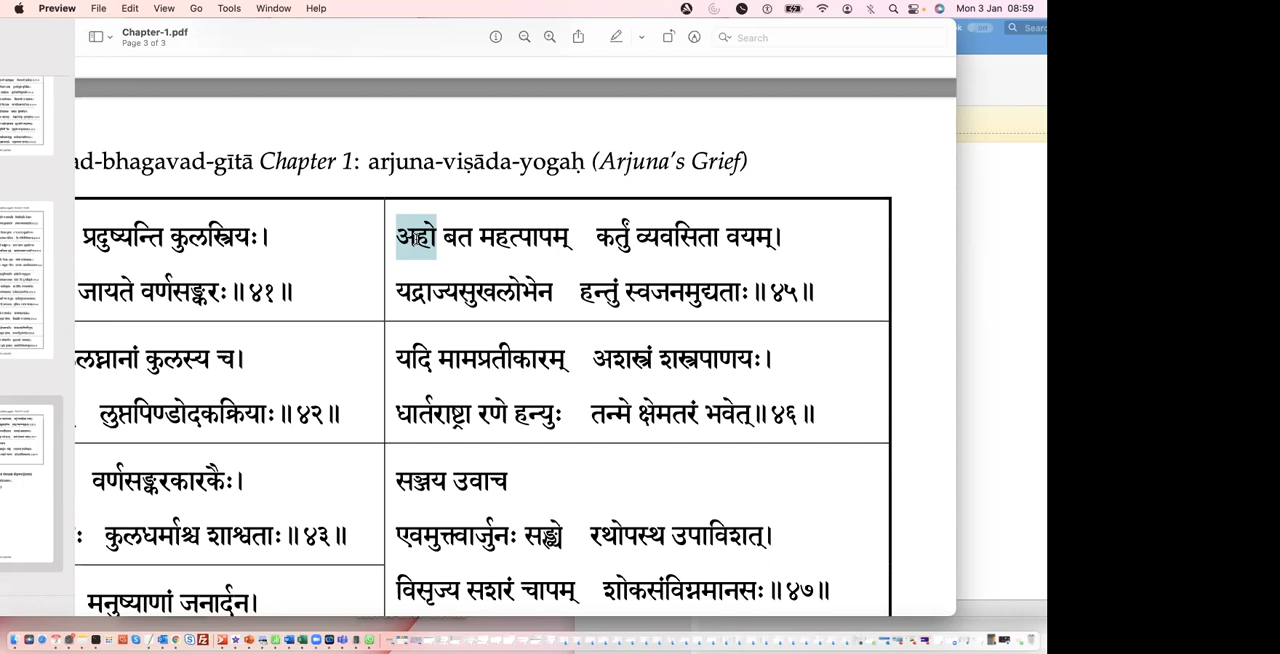 Preview File Edit View Go Tools Window Help Mon 3 Jan 08:59
Chapter-1.pdf
Page 3 of 3
Search
ad-bhagavad-gītā Chapter 1: arjuna-viṣāda-yogaḥ (Arjuna's Grief)
प्रदुष्यन्ति कुलस्त्रियः।
जायते वर्णसङ्करः॥४१॥
लघ्नानां कुलस्य च।
लुप्तपिण्डोदकक्रियाः॥४२॥
वर्णसङ्करकारकैः।
कुलधर्माश्च शाश्वताः॥४३॥
मनुष्याणां जनार्दन।
अहो बत महत्पापम् कर्तुं व्यवसिता वयम्।
यद्राज्यसुखलोभेन हन्तुं स्वजनमुद्यताः॥४५॥
यदि मामप्रतीकारम् अशस्त्रं शस्त्रपाणयः।
धार्तराष्ट्रा रणे हन्युः तन्मे क्षेमतरं भवेत्॥४६॥
सञ्जय उवाच
एवमुक्त्वार्जुनः सङ्ख्ये रथोपस्थ उपाविशत्।
विसृज्य सशरं चापम् शोकसंविग्नमानसः॥४७॥